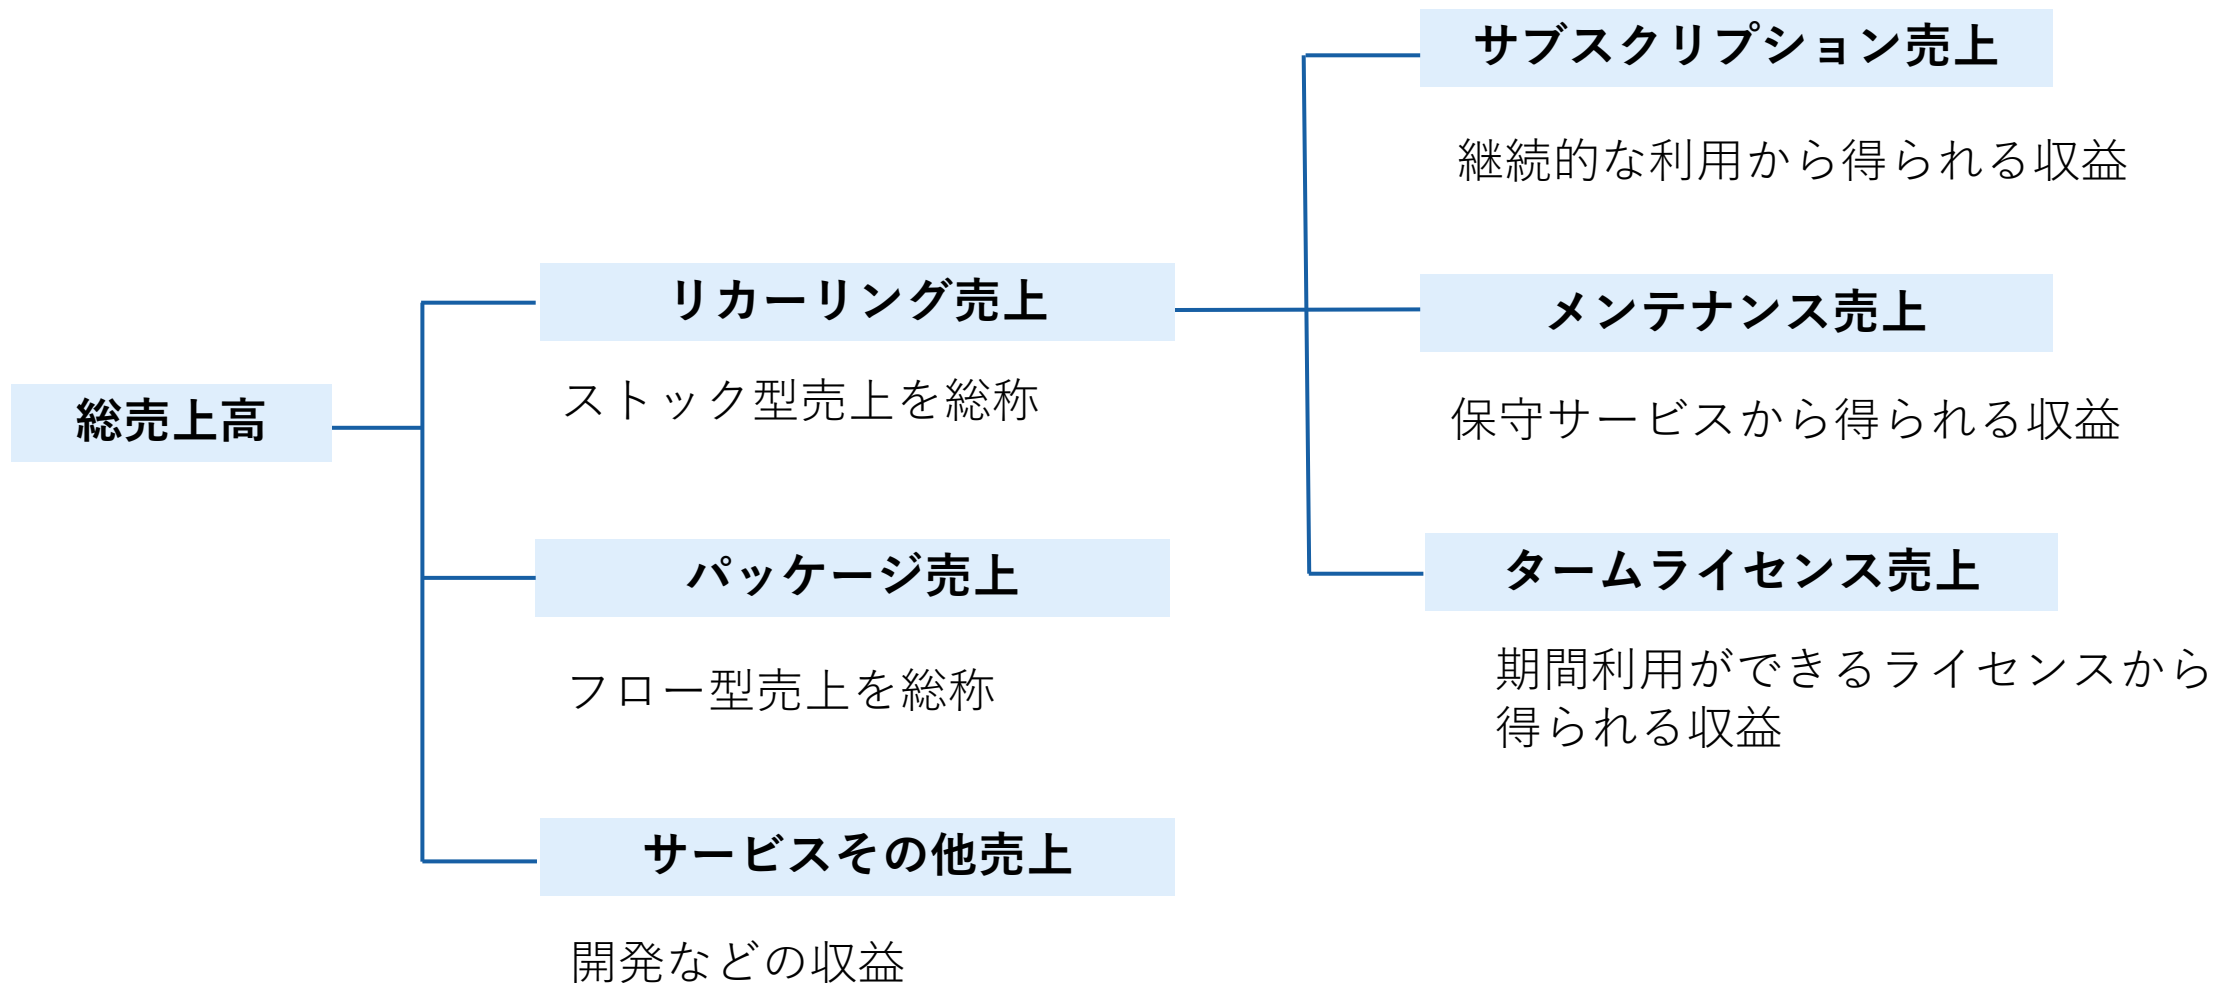 総売上高
リカーリング売上
ストック型売上を総称
パッケージ売上
フロー型売上を総称
サービスその他売上
開発などの収益
サブスクリプション売上
継続的な利用から得られる収益
メンテナンス売上
保守サービスから得られる収益
タームライセンス売上
期間利用ができるライセンスから
得られる収益